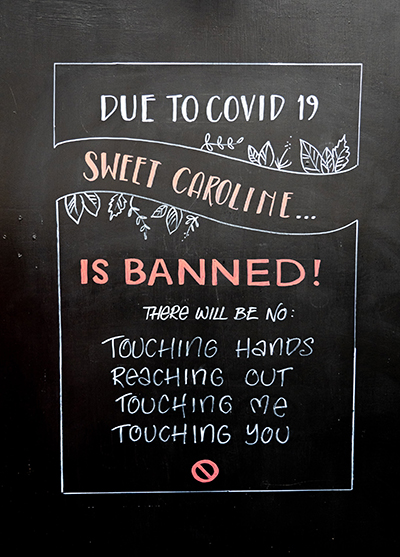 DUE TO COVID 19
SWEET CAROLINE...
IS BANNED!
THERE WILL BE NO:
TOUCHING HANDS
REACHING OUT
TOUCHING ME
TOUCHING YOU